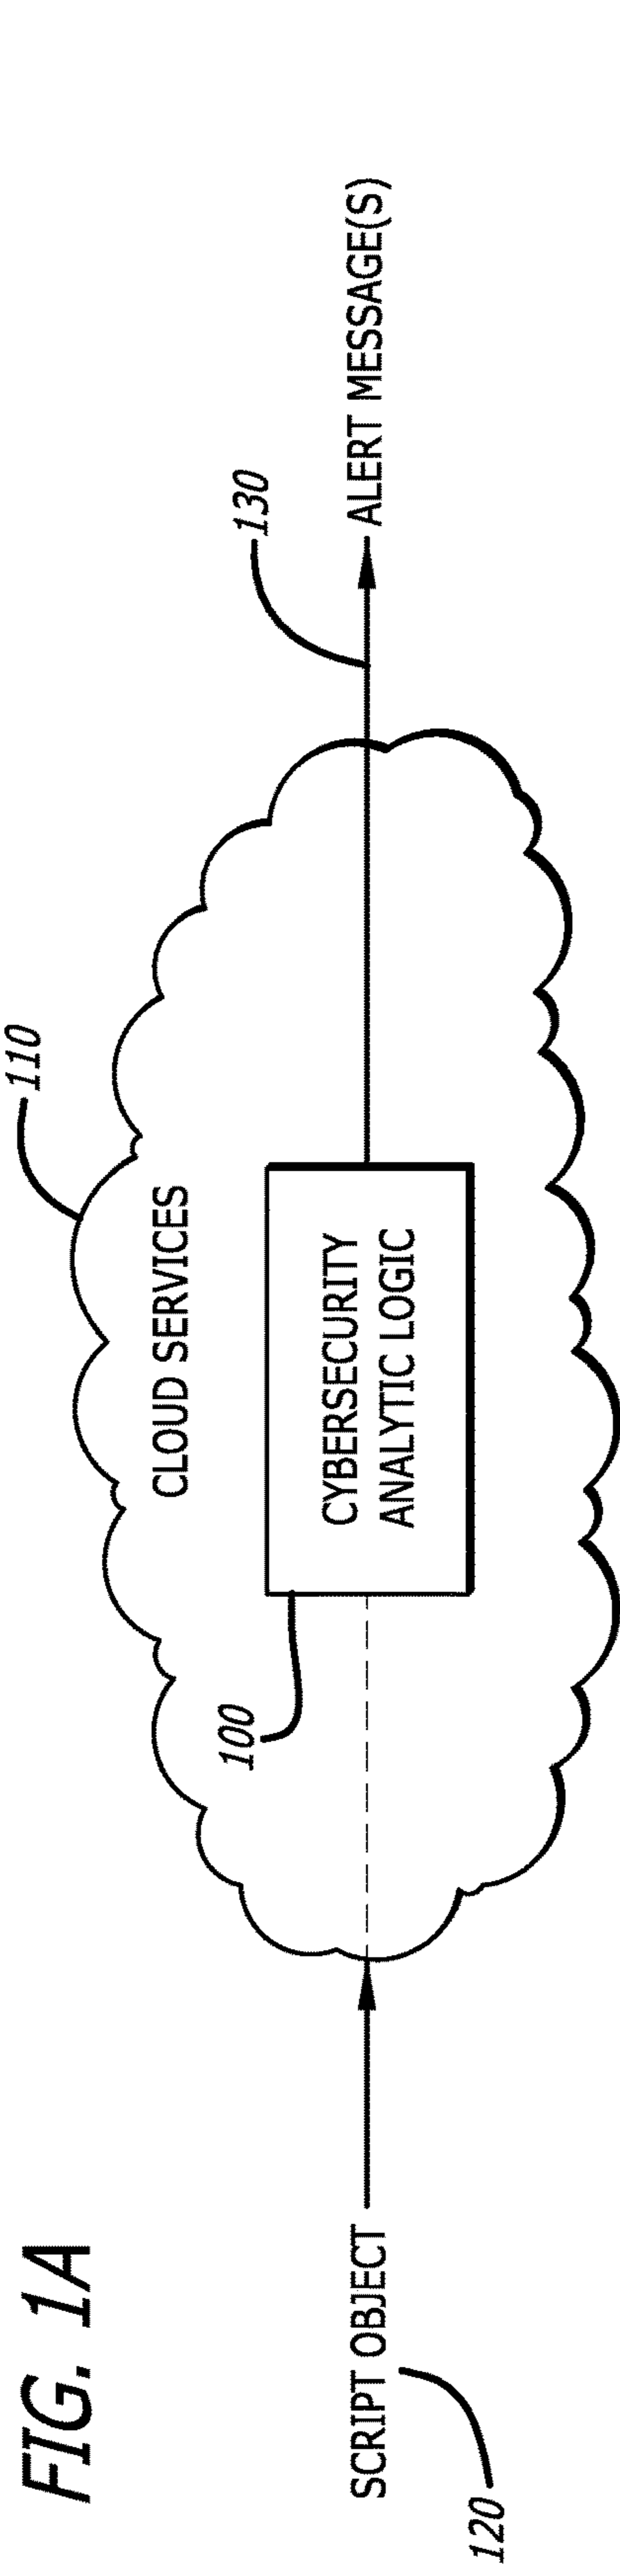 FIG. 1A
110
CLOUD SERVICES
130
100
CYBERSECURITY
ANALYTIC LOGIC
SCRIPT OBJECT
ALERT MESSAGE(S)
120